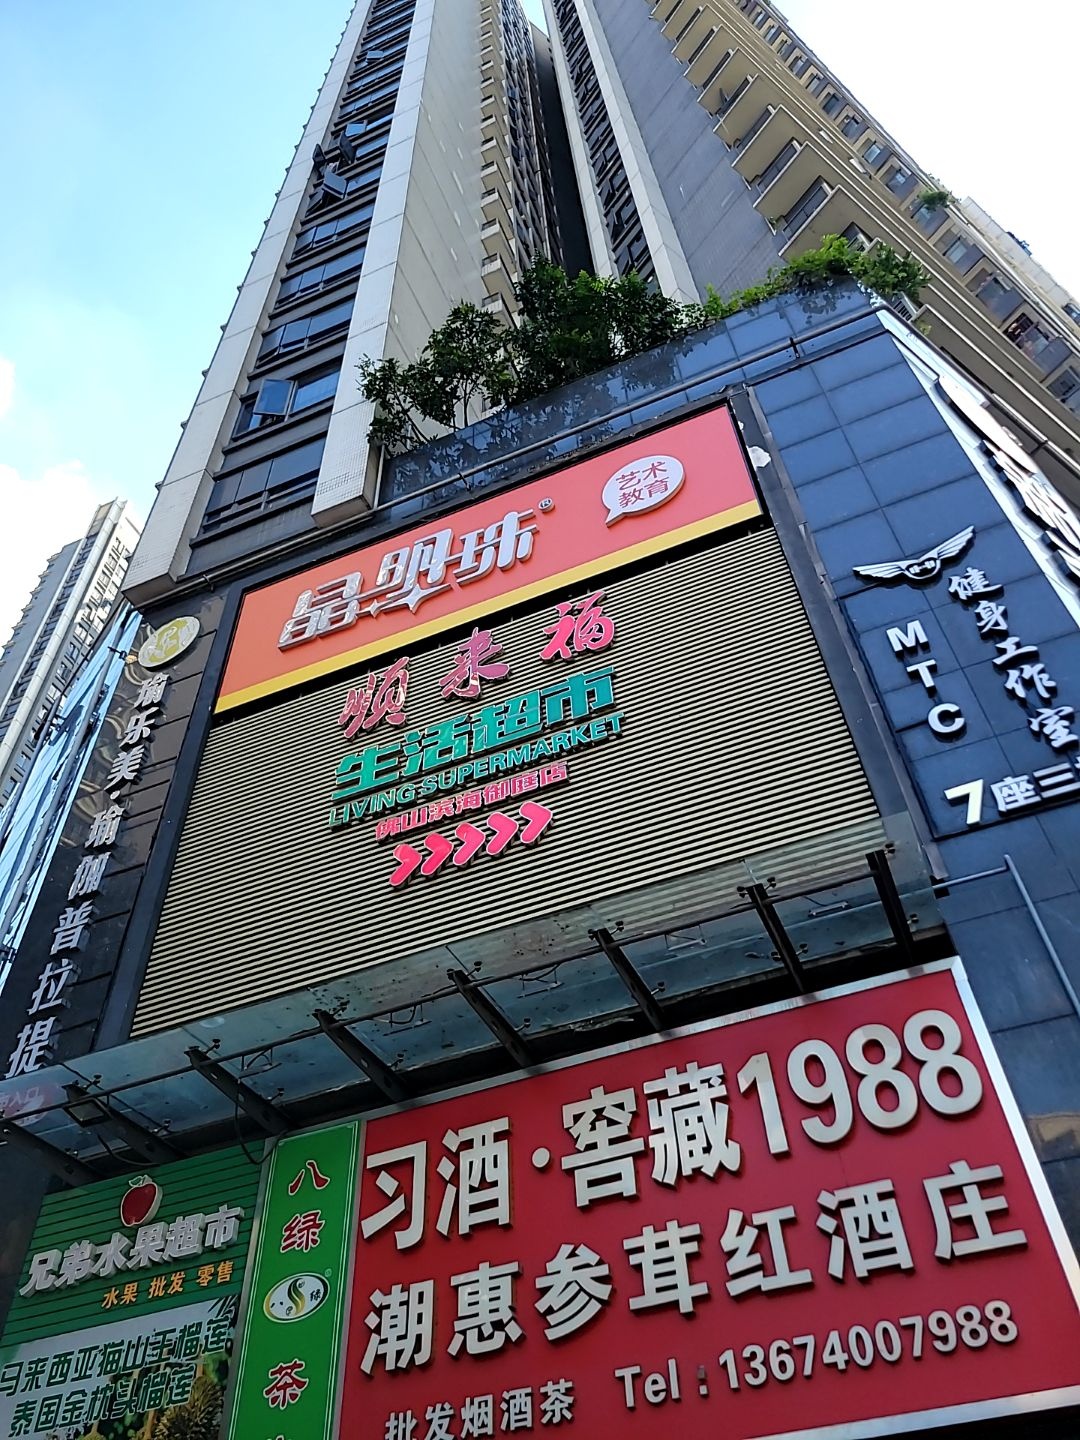 晶明珠®
艺术
教育
顺来福
生活超市
LIVING SUPERMARKET
佛山滨海御庭店
瑜乐美·瑜伽普拉提
健身工作室
MTC
7座三
习酒·窖藏1988
潮惠参茸红酒庄
批发烟酒茶 Tel：13674007988
八绿
绿
茶
兄弟水果超市
水果 批发 零售
马来西亚猫山王榴莲
泰国金枕头榴莲